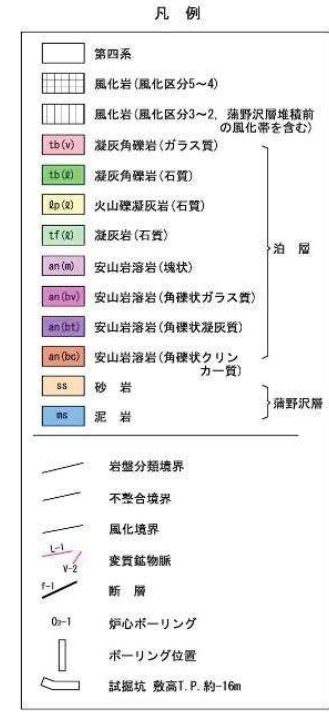 凡 例
第四系
風化岩(風化区分5～4)
風化岩(風化区分3～2, 蒲野沢層堆積前
の風化帯を含む)
tb(v) 凝灰角礫岩(ガラス質)
tb(ℓ) 凝灰角礫岩(石質)
ℓp(ℓ) 火山礫凝灰岩(石質)
tf(ℓ) 凝灰岩(石質)
an(m) 安山岩溶岩(塊状)
泊 層
an(bv) 安山岩溶岩(角礫状ガラス質)
an(bt) 安山岩溶岩(角礫状凝灰質)
an(bc) 安山岩溶岩(角礫状クリン
カー質)
ss 砂 岩
蒲野沢層
ms 泥 岩
岩盤分類境界
不整合境界
風化境界
L-1
V-2 変質鉱物脈
f-1 断 層
O₂-1 炉心ボーリング
ボーリング位置
試掘坑 敷高T.P.約-16m